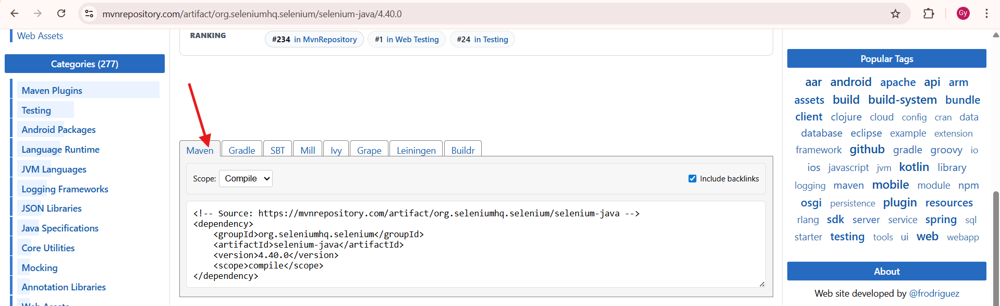 mvnrepository.com/artifact/org.seleniumhq.selenium/selenium-java/4.40.0
Gy
Web Assets
Categories (277)
Maven Plugins
Testing
Android Packages
Language Runtime
JVM Languages
Logging Frameworks
JSON Libraries
Java Specifications
Core Utilities
Mocking
Annotation Libraries
Web Assets
RANKING
#234 in MvnRepository
#1 in Web Testing
#24 in Testing
Maven Gradle SBT Mill Ivy Grape Leiningen Buildr
Scope: Compile
Include backlinks
<!-- Source: https://mvnrepository.com/artifact/org.seleniumhq.selenium/selenium-java -->
<dependency>
    <groupId>org.seleniumhq.selenium</groupId>
    <artifactId>selenium-java</artifactId>
    <version>4.40.0</version>
    <scope>compile</scope>
</dependency>
Popular Tags
aar android apache api arm
assets build build-system bundle
client clojure cloud config cran data
database eclipse example extension
framework github gradle groovy io
ios javascript jvm kotlin library
logging maven mobile module npm
osgi persistence plugin resources
rlang sdk server service spring sql
starter testing tools ui web webapp
About
Web site developed by @frodriguez